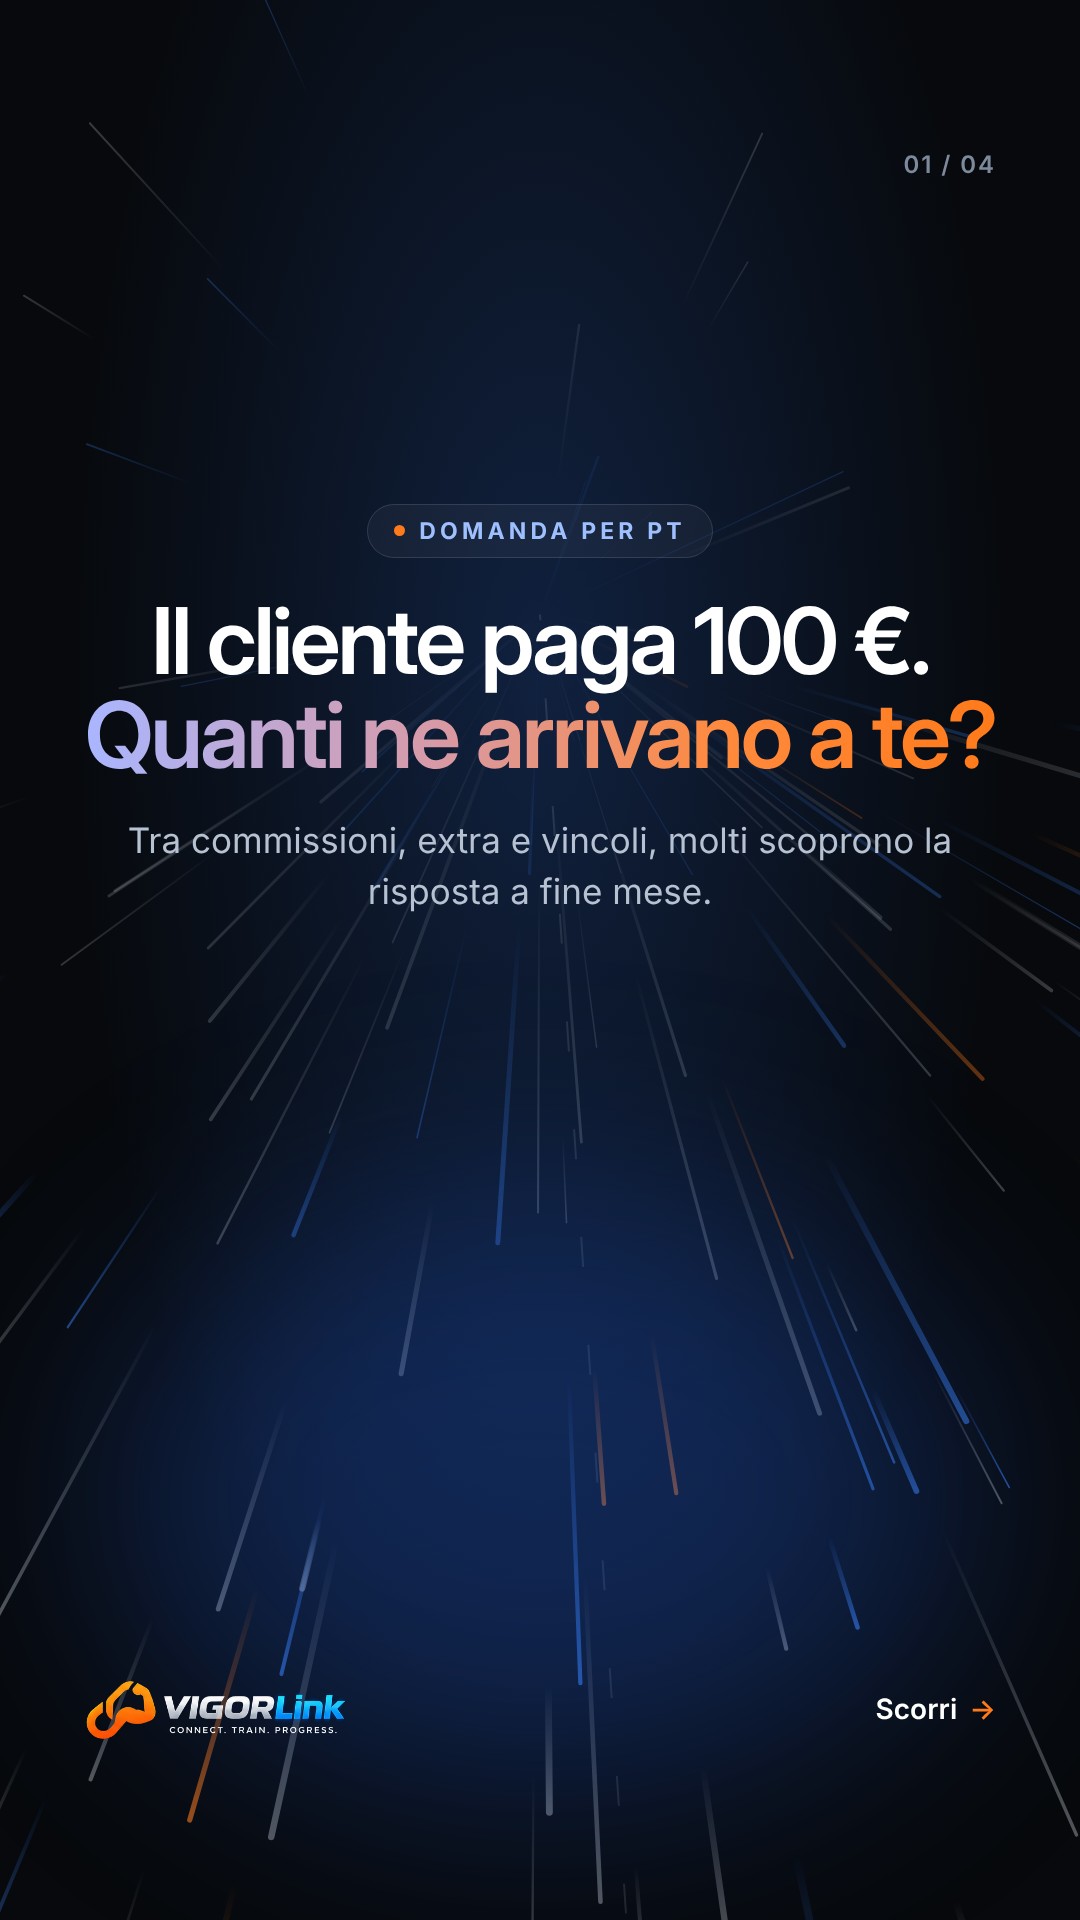 01 / 04
DOMANDA PER PT
Il cliente paga 100 €.
Quanti ne arrivano a te?
Tra commissioni, extra e vincoli, molti scoprono la
risposta a fine mese.
VIGORLink
CONNECT. TRAIN. PROGRESS.
Scorri →